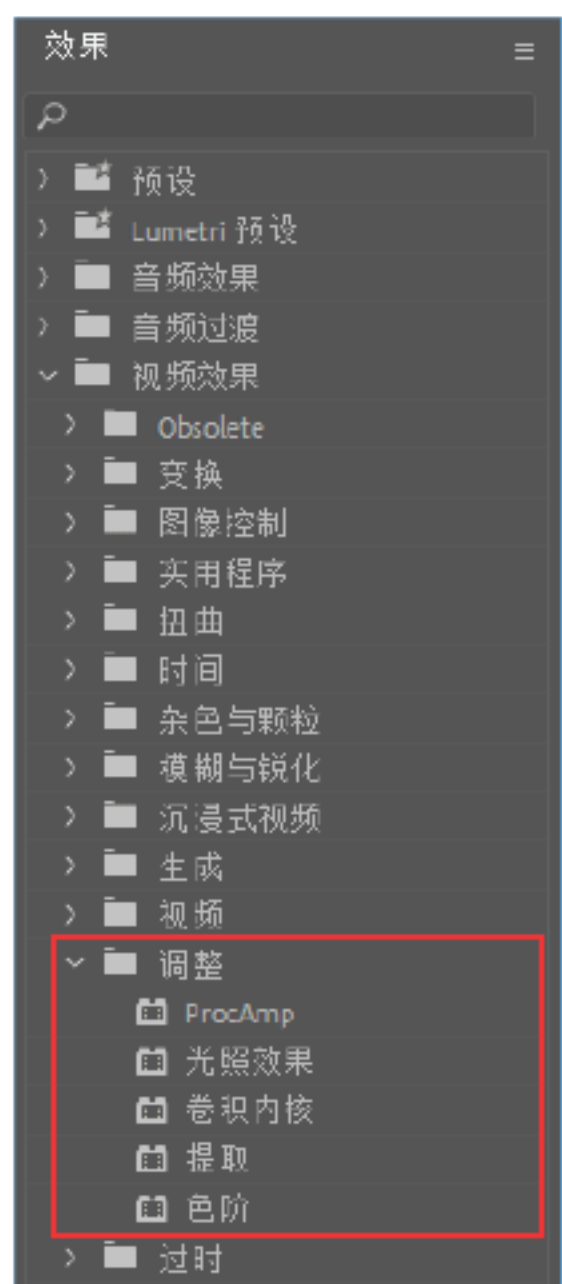 效果
预设
Lumetri 预设
音频效果
音频过渡
视频效果
Obsolete
变换
图像控制
实用程序
扭曲
时间
杂色与颗粒
模糊与锐化
沉浸式视频
生成
视频
调整
ProcAmp
光照效果
卷积内核
提取
色阶
过时